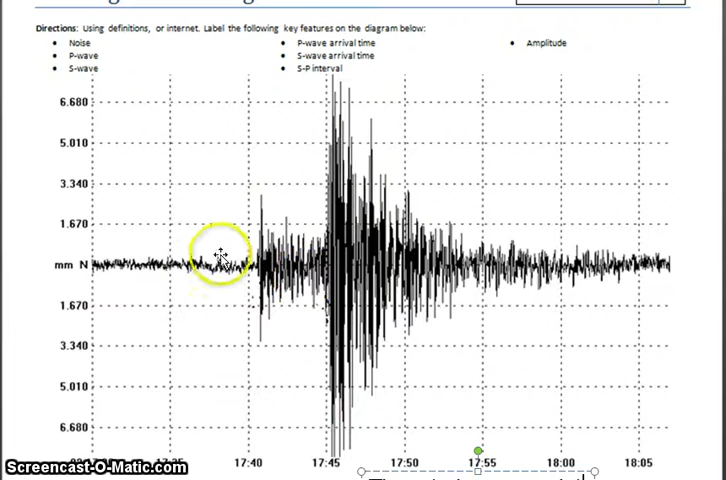 Directions: Using definitions, or internet. Label the following key features on the diagram below:
• Noise
• P-wave
• S-wave
• P-wave arrival time
• S-wave arrival time
• S-P interval
• Amplitude
6.680
5.010
3.340
1.670
mm N
1.670
3.340
5.010
6.680
17:40
17:45
17:50
17:55
18:00
18:05
Screencast-O-Matic.com